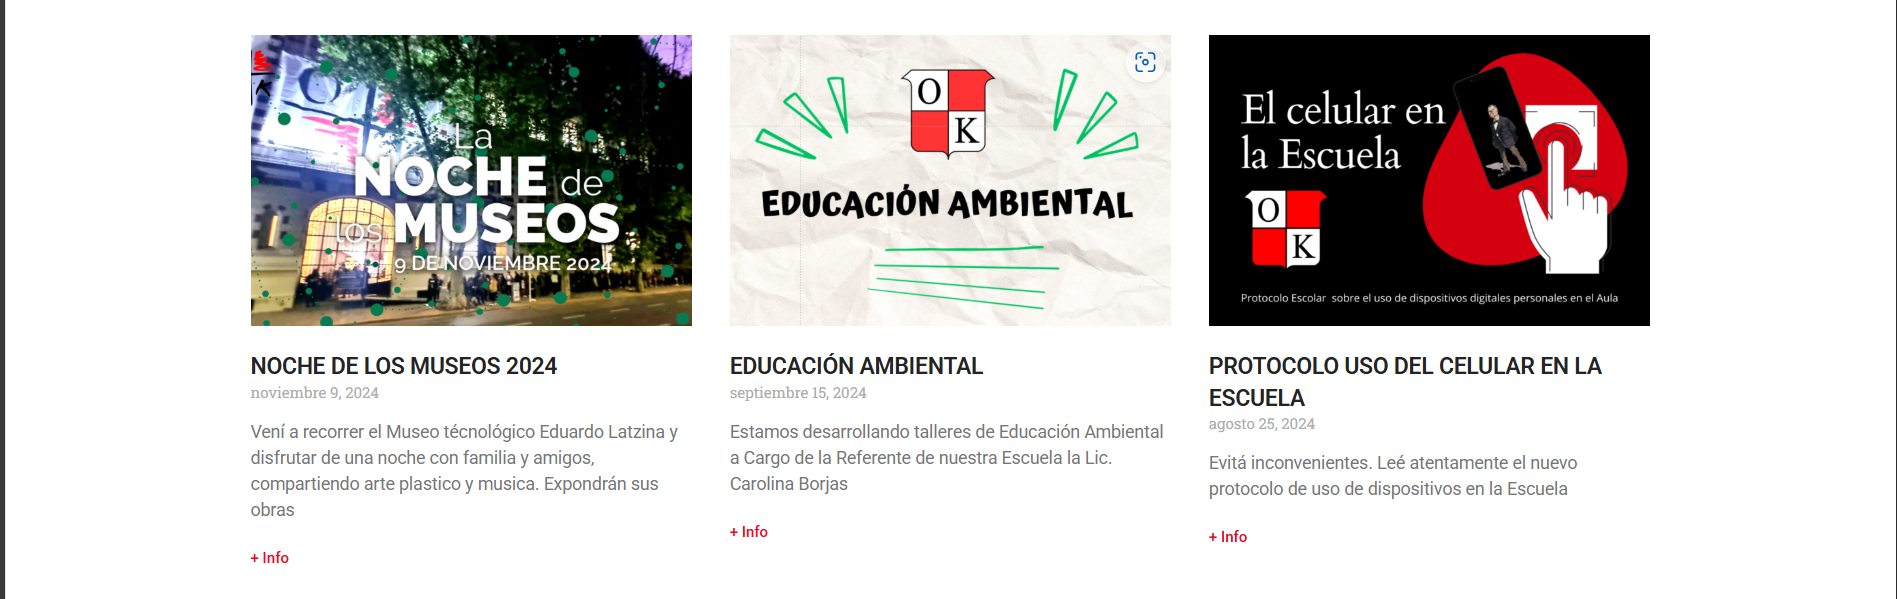 La
NOCHE de
los MUSEOS
9 DE NOVIEMBRE 2024
NOCHE DE LOS MUSEOS 2024
noviembre 9, 2024
Vení a recorrer el Museo técnológico Eduardo Latzina y
disfrutar de una noche con familia y amigos,
compartiendo arte plastico y musica. Expondrán sus
obras
+ Info
O
K
EDUCACIÓN AMBIENTAL
EDUCACIÓN AMBIENTAL
septiembre 15, 2024
Estamos desarrollando talleres de Educación Ambiental
a Cargo de la Referente de nuestra Escuela la Lic.
Carolina Borjas
+ Info
El celular en
la Escuela
O
K
Protocolo Escolar sobre el uso de dispositivos digitales personales en el Aula
PROTOCOLO USO DEL CELULAR EN LA
ESCUELA
agosto 25, 2024
Evitá inconvenientes. Leé atentamente el nuevo
protocolo de uso de dispositivos en la Escuela
+ Info